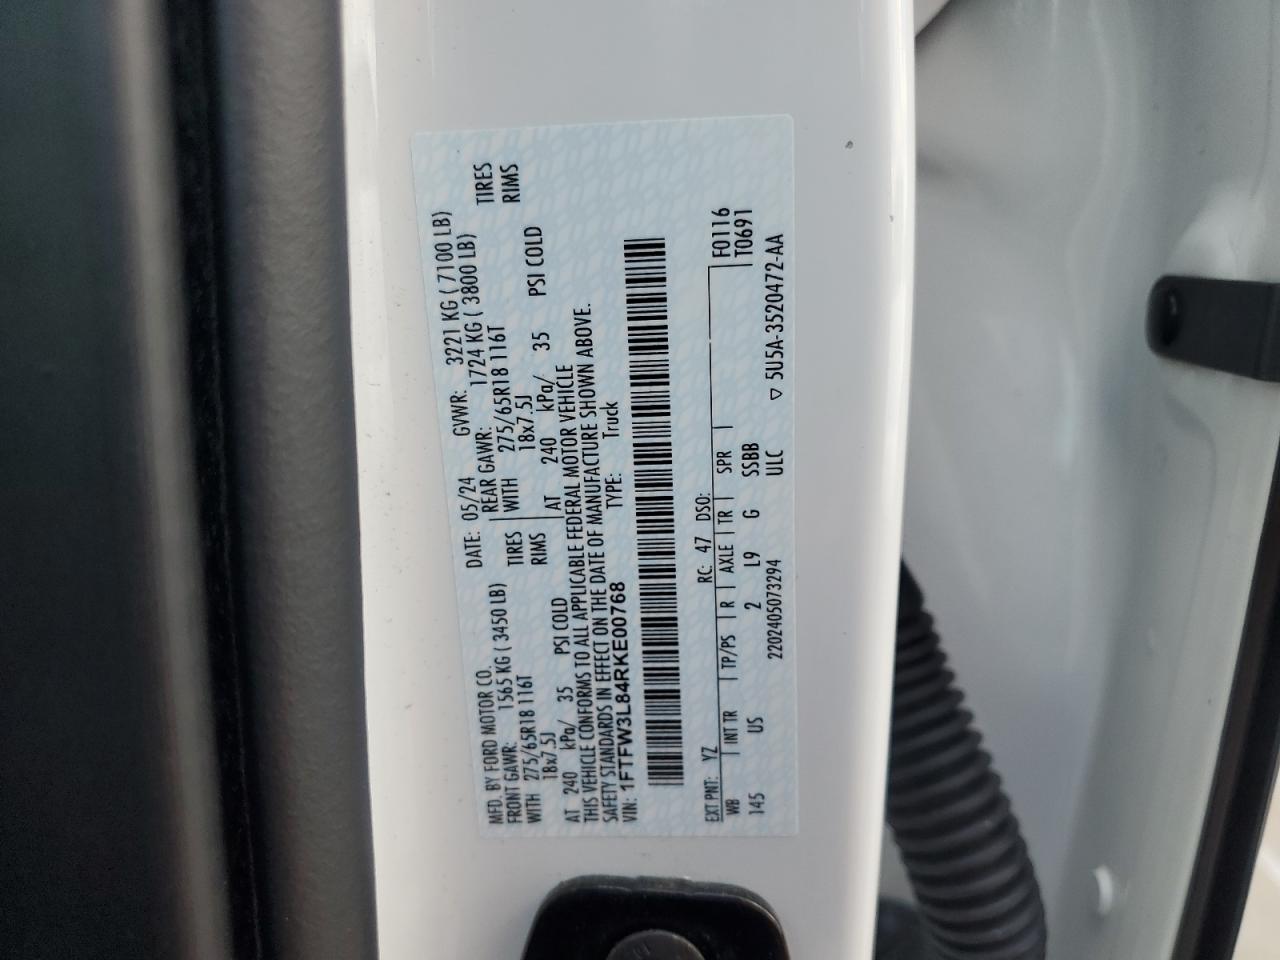 MFD. BY FORD MOTOR CO.
DATE: 05/24 GVWR: 3221 KG ( 7100 LB)
FRONT GAWR: 1565 KG ( 3450 LB)
REAR GAWR: 1724 KG ( 3800 LB)
WITH 275/65R18 116T TIRES
WITH 275/65R18 116T TIRES
18x7.5J RIMS
18x7.5J RIMS
AT 240 kPa/ 35 PSI COLD
AT 240 kPa/ 35 PSI COLD
THIS VEHICLE CONFORMS TO ALL APPLICABLE FEDERAL MOTOR VEHICLE
SAFETY STANDARDS IN EFFECT ON THE DATE OF MANUFACTURE SHOWN ABOVE.
VIN: 1FTFW3L84RKE00768 TYPE: Truck
EXT PNT: YZ RC: 47 DSO: F0116
WB INT TR TP/PS R AXLE TR SPR T0691
145 US 2 L9 G SSBB
2202405073294 ULC ▽ 5U5A-3520472-AA